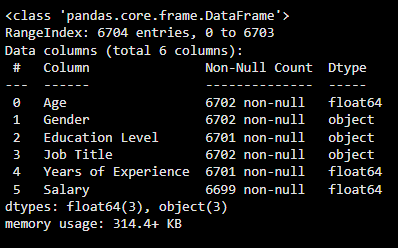 <class 'pandas.core.frame.DataFrame'>
RangeIndex: 6704 entries, 0 to 6703
Data columns (total 6 columns):
 #   Column               Non-Null Count  Dtype
---  ------               --------------  -----
 0   Age                  6702 non-null   float64
 1   Gender               6702 non-null   object
 2   Education Level      6701 non-null   object
 3   Job Title            6702 non-null   object
 4   Years of Experience  6701 non-null   float64
 5   Salary               6699 non-null   float64
dtypes: float64(3), object(3)
memory usage: 314.4+ KB